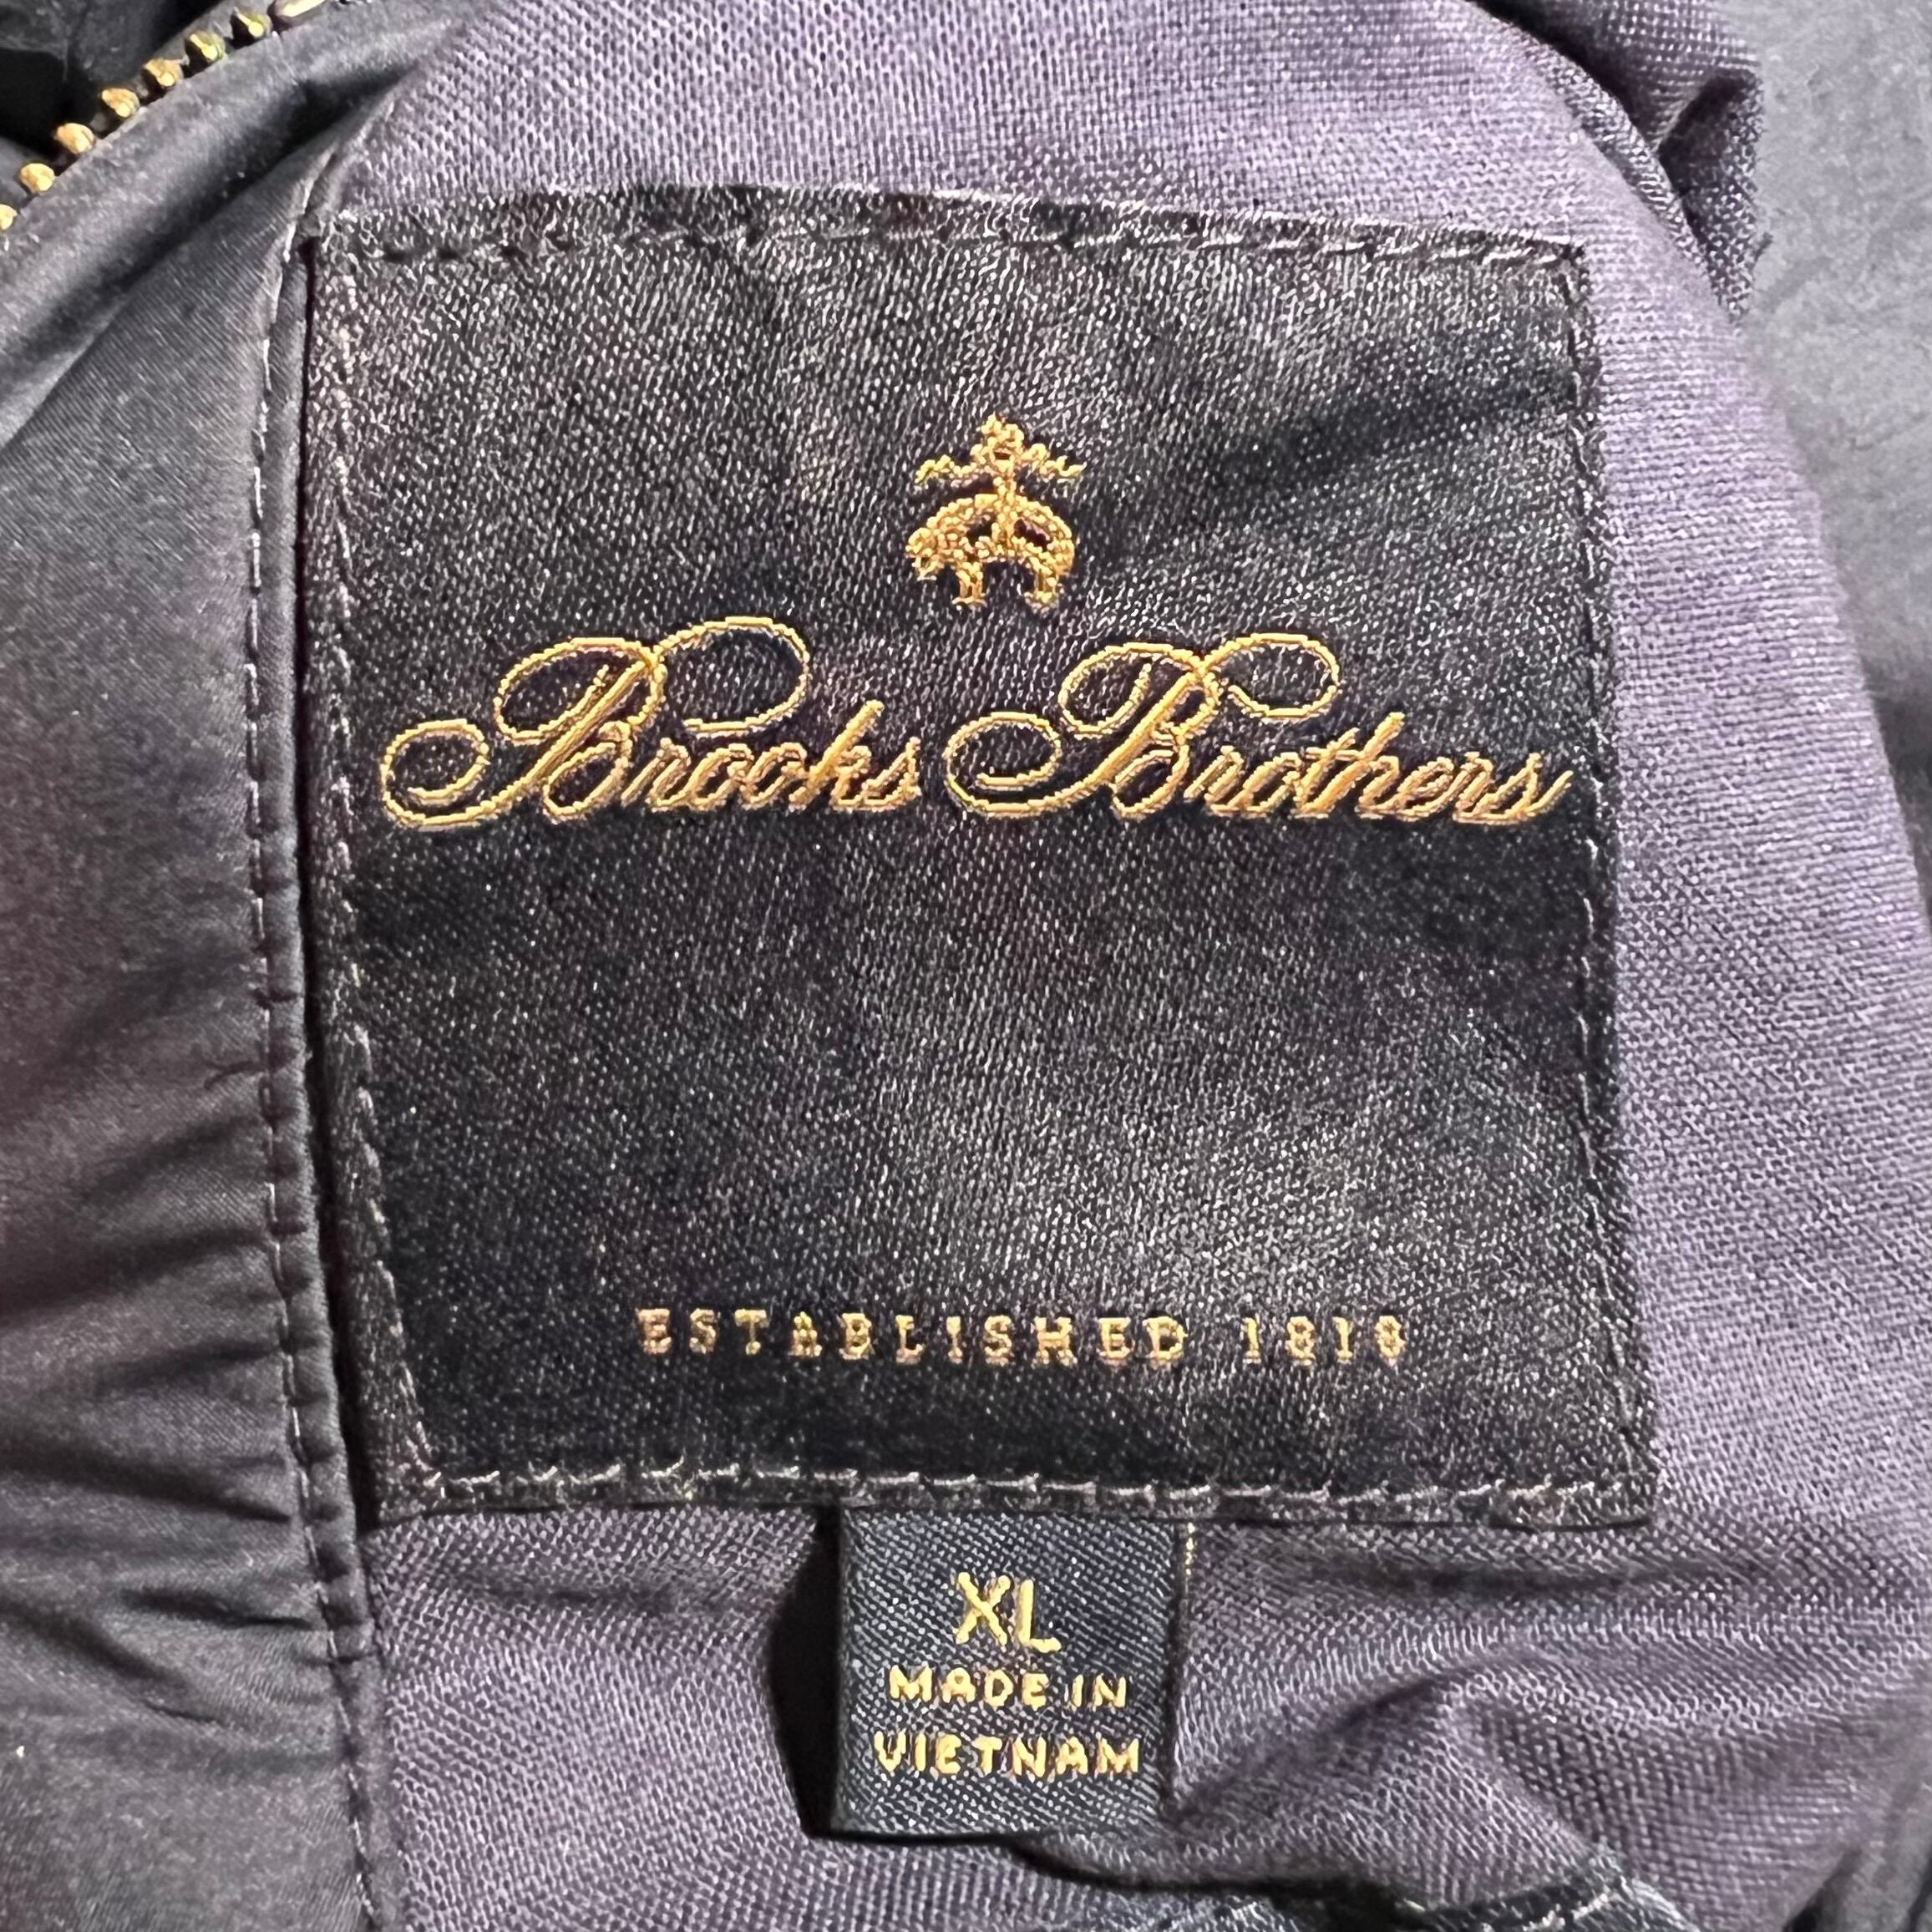 Brooks Brothers
ESTABLISHED 1818
XL
MADE IN
VIETNAM